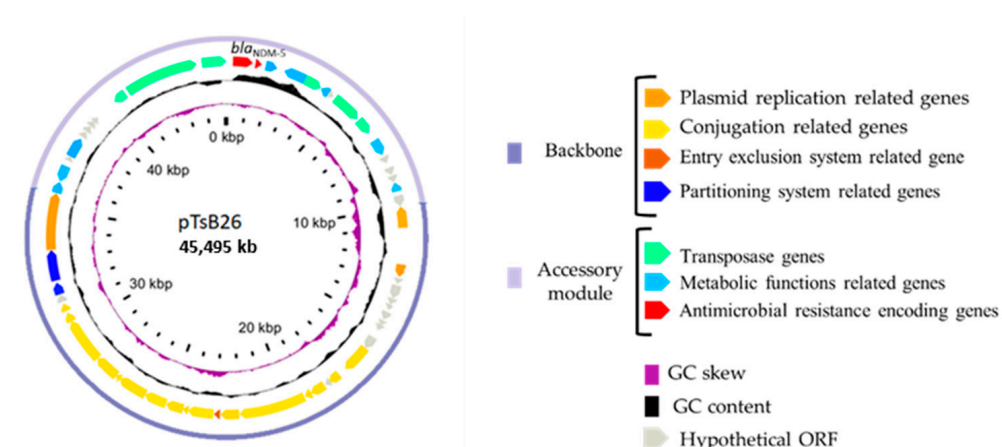 bla NDM-5
0 kbp
40 kbp
pTsB26
45,495 kb
10 kbp
30 kbp
20 kbp
Backbone
Plasmid replication related genes
Conjugation related genes
Entry exclusion system related gene
Partitioning system related genes
Accessory
module
Transposase genes
Metabolic functions related genes
Antimicrobial resistance encoding genes
GC skew
GC content
Hypothetical ORF